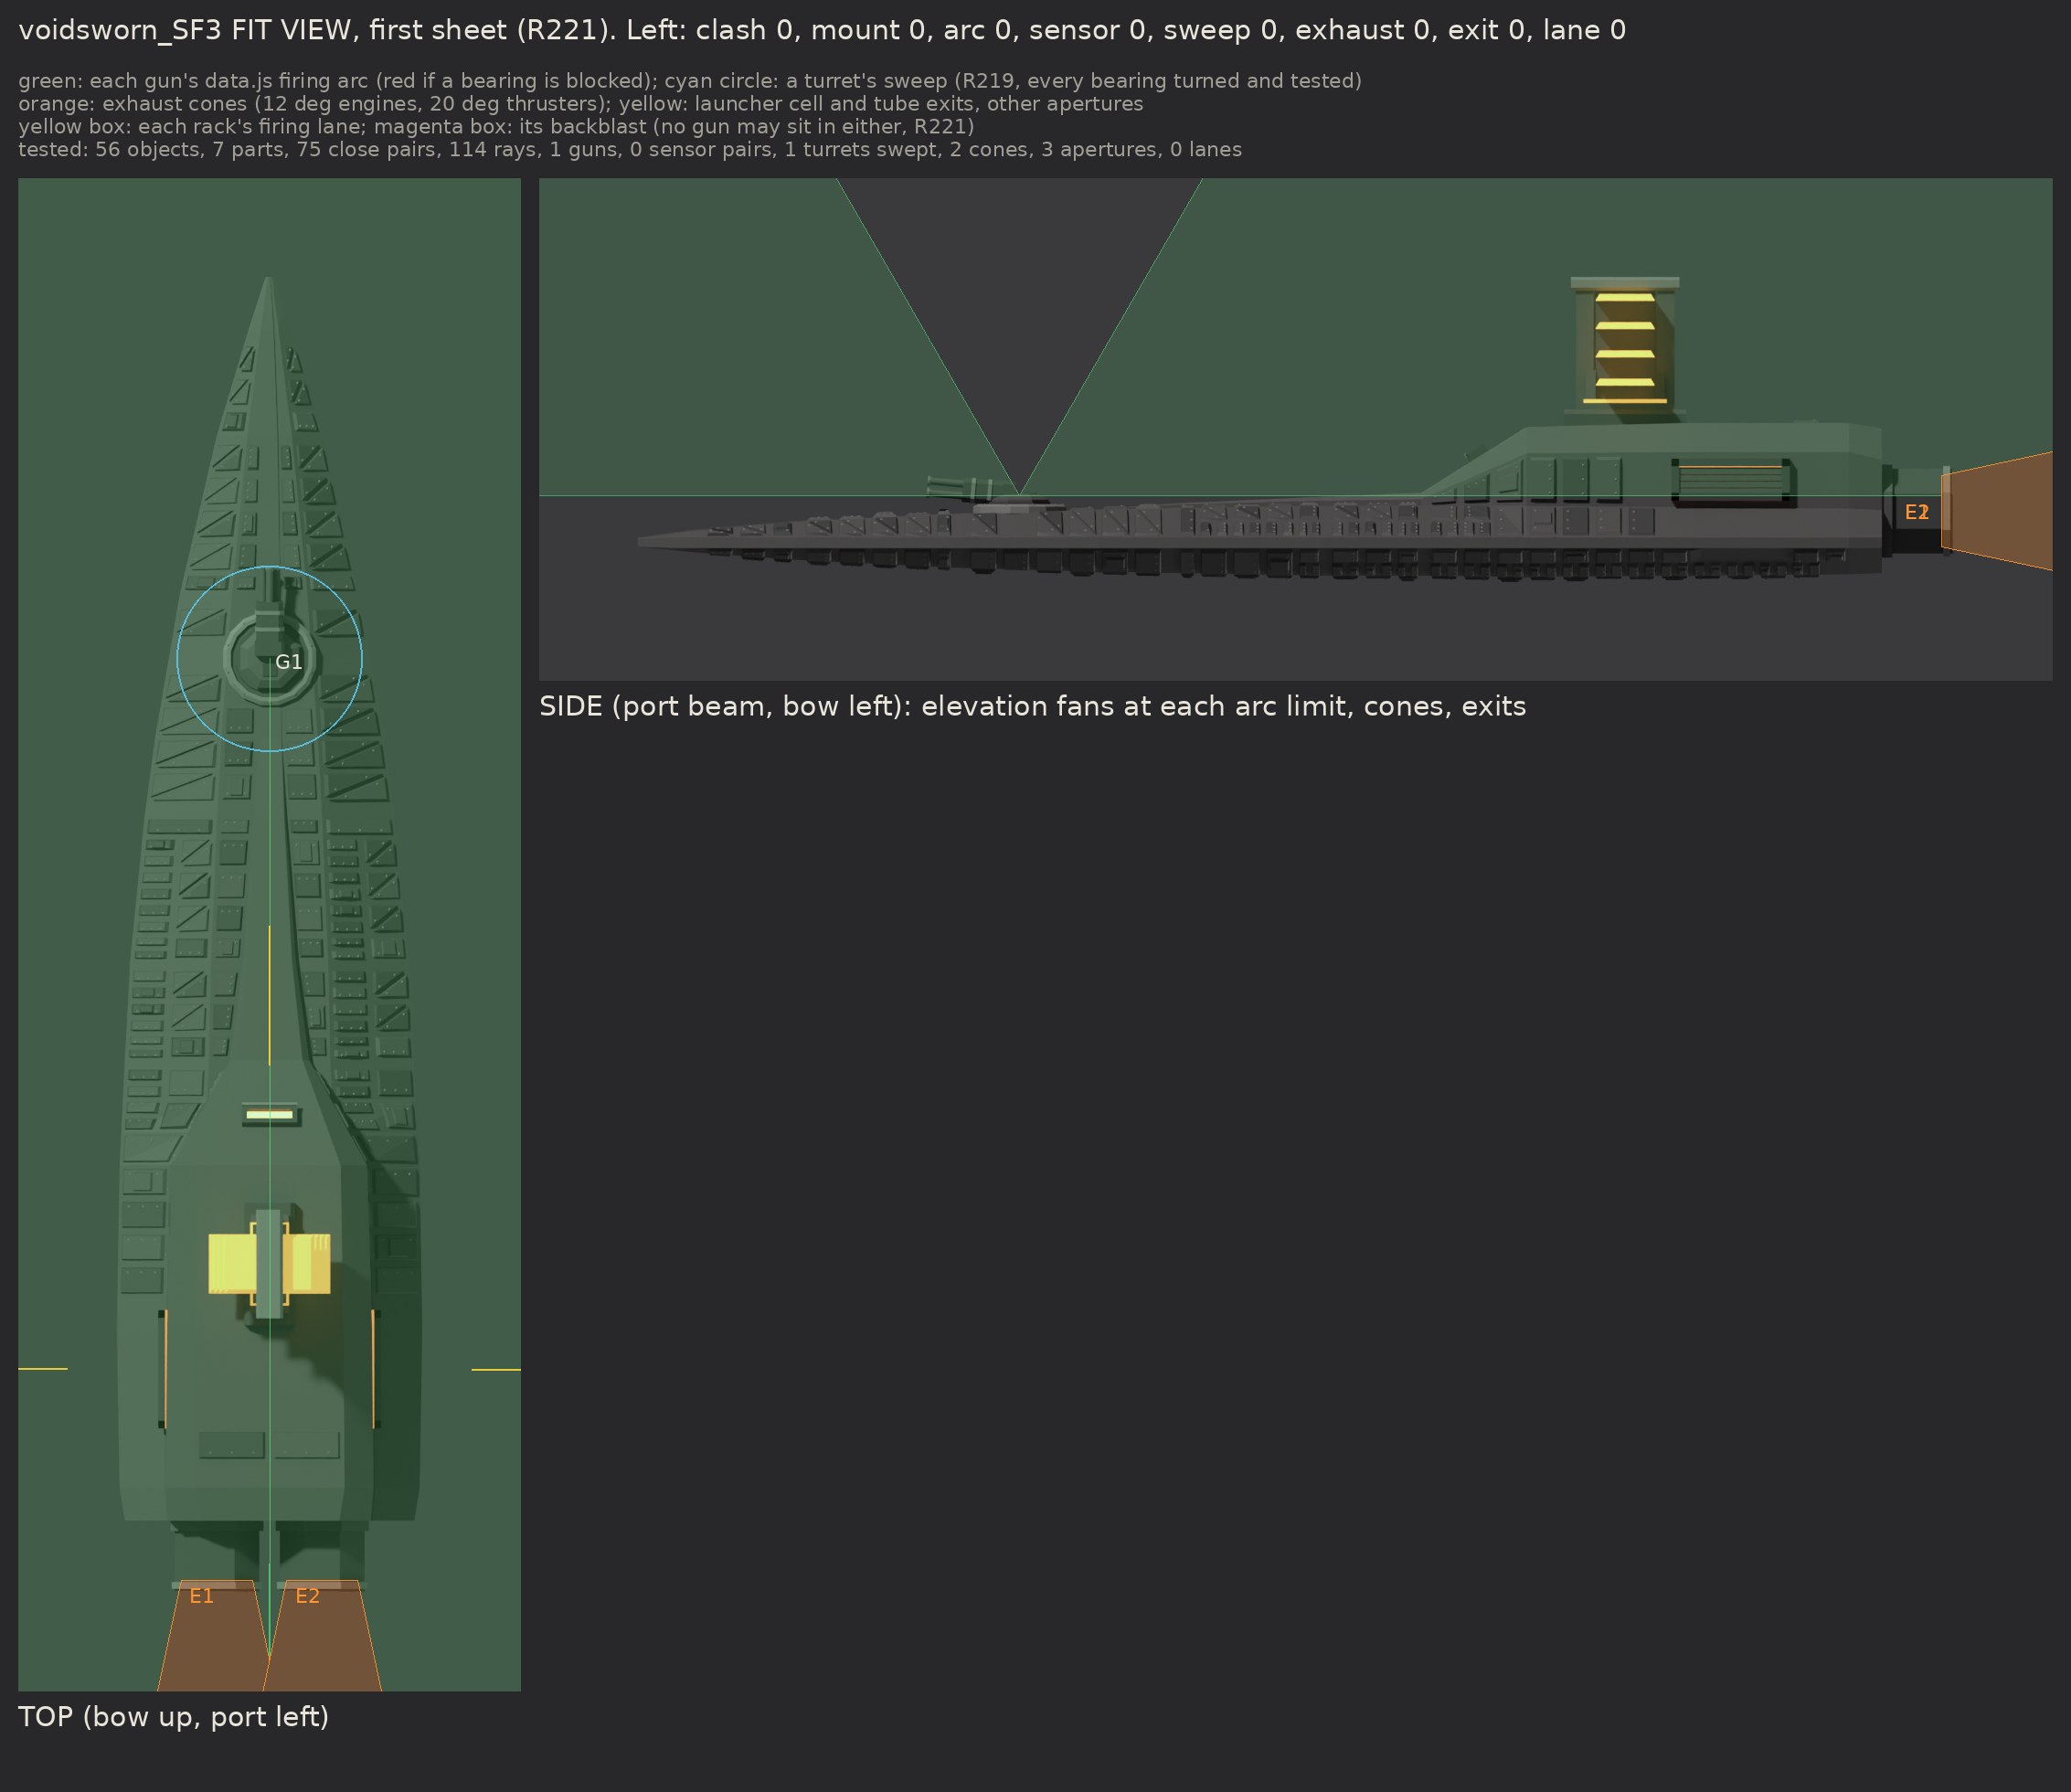 voidsworn_SF3 FIT VIEW, first sheet (R221). Left: clash 0, mount 0, arc 0, sensor 0, sweep 0, exhaust 0, exit 0, lane 0
green: each gun's data.js firing arc (red if a bearing is blocked); cyan circle: a turret's sweep (R219, every bearing turned and tested)
orange: exhaust cones (12 deg engines, 20 deg thrusters); yellow: launcher cell and tube exits, other apertures
yellow box: each rack's firing lane; magenta box: its backblast (no gun may sit in either, R221)
tested: 56 objects, 7 parts, 75 close pairs, 114 rays, 1 guns, 0 sensor pairs, 1 turrets swept, 2 cones, 3 apertures, 0 lanes
G1
E1
E2
TOP (bow up, port left)
SIDE (port beam, bow left): elevation fans at each arc limit, cones, exits